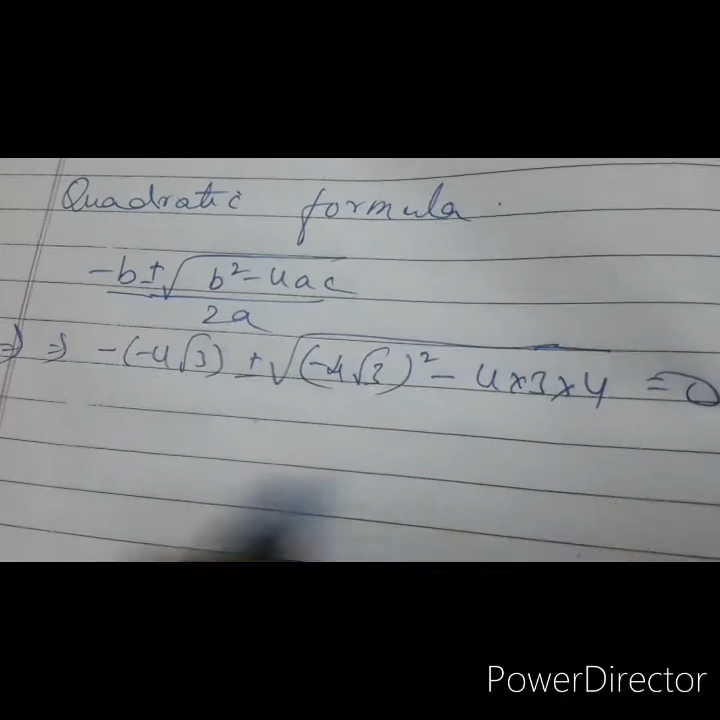 Quadratic formula.
-b±√b²-4ac
2a
⇒ ⇒ -(-4√3) ±√(-4√3)²-4×3×4 =0
PowerDirector